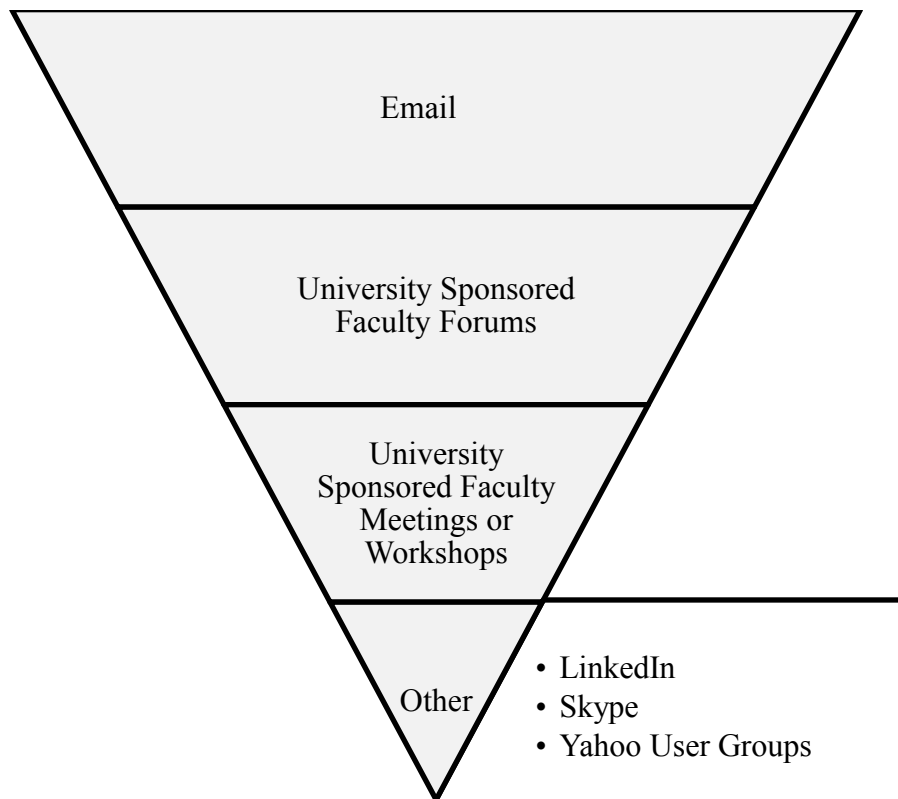 Email
University Sponsored
Faculty Forums
University
Sponsored Faculty
Meetings or
Workshops
Other
• LinkedIn
• Skype
• Yahoo User Groups